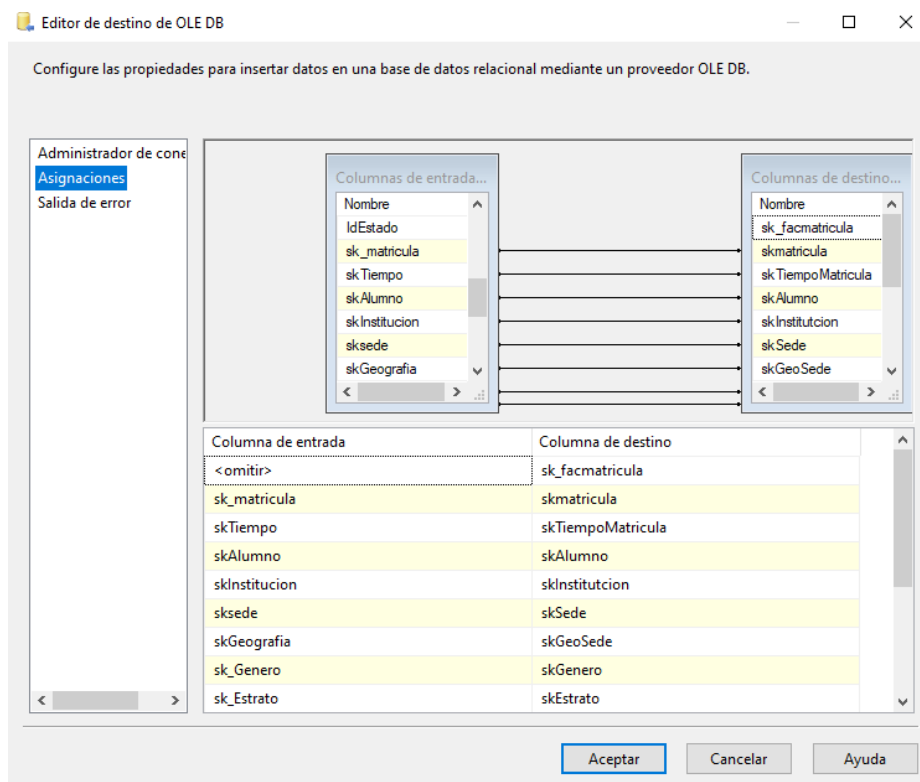 Editor de destino de OLE DB
Configure las propiedades para insertar datos en una base de datos relacional mediante un proveedor OLE DB.
Administrador de cone
Asignaciones
Salida de error
Columnas de entrada...
Nombre
IdEstado
sk_matricula
skTiempo
skAlumno
skInstitucion
sksede
skGeografia
Columnas de destino...
Nombre
sk_facmatricula
skmatricula
skTiempoMatricula
skAlumno
skInstitutcion
skSede
skGeoSede
Columna de entrada Columna de destino
<omitir> sk_facmatricula
sk_matricula skmatricula
skTiempo skTiempoMatricula
skAlumno skAlumno
skInstitucion skInstitutcion
sksede skSede
skGeografia skGeoSede
sk_Genero skGenero
sk_Estrato skEstrato
Aceptar Cancelar Ayuda